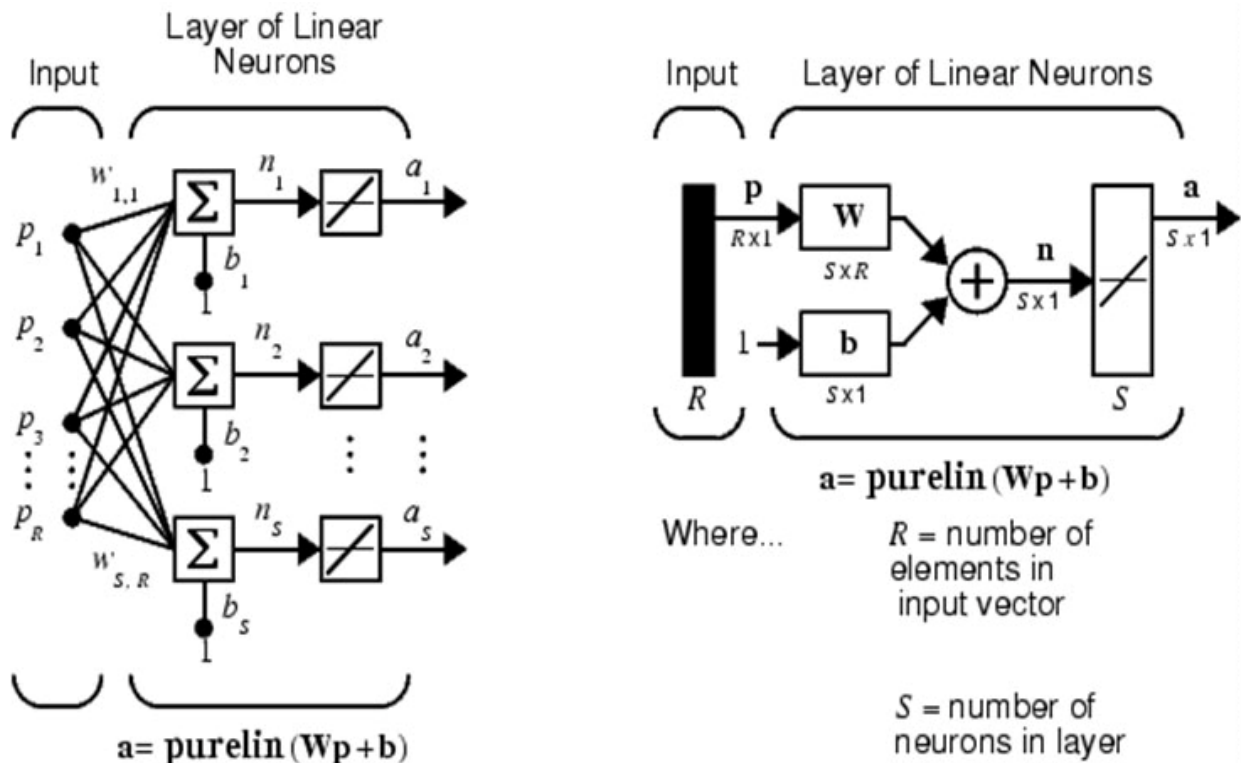 Layer of Linear
Neurons
Input
w1,1
n1
a1
Σ
p1
b1
1
p2
n2
a2
Σ
p3
b2
1
pR
nS
aS
Σ
wS, R
bS
1
a= purelin (Wp+b)
Input
Layer of Linear Neurons
p
R x 1
W
S x R
a
S x 1
n
S x 1
+
1
b
S x 1
R
S
a= purelin (Wp+b)
Where...
R = number of
elements in
input vector
S = number of
neurons in layer